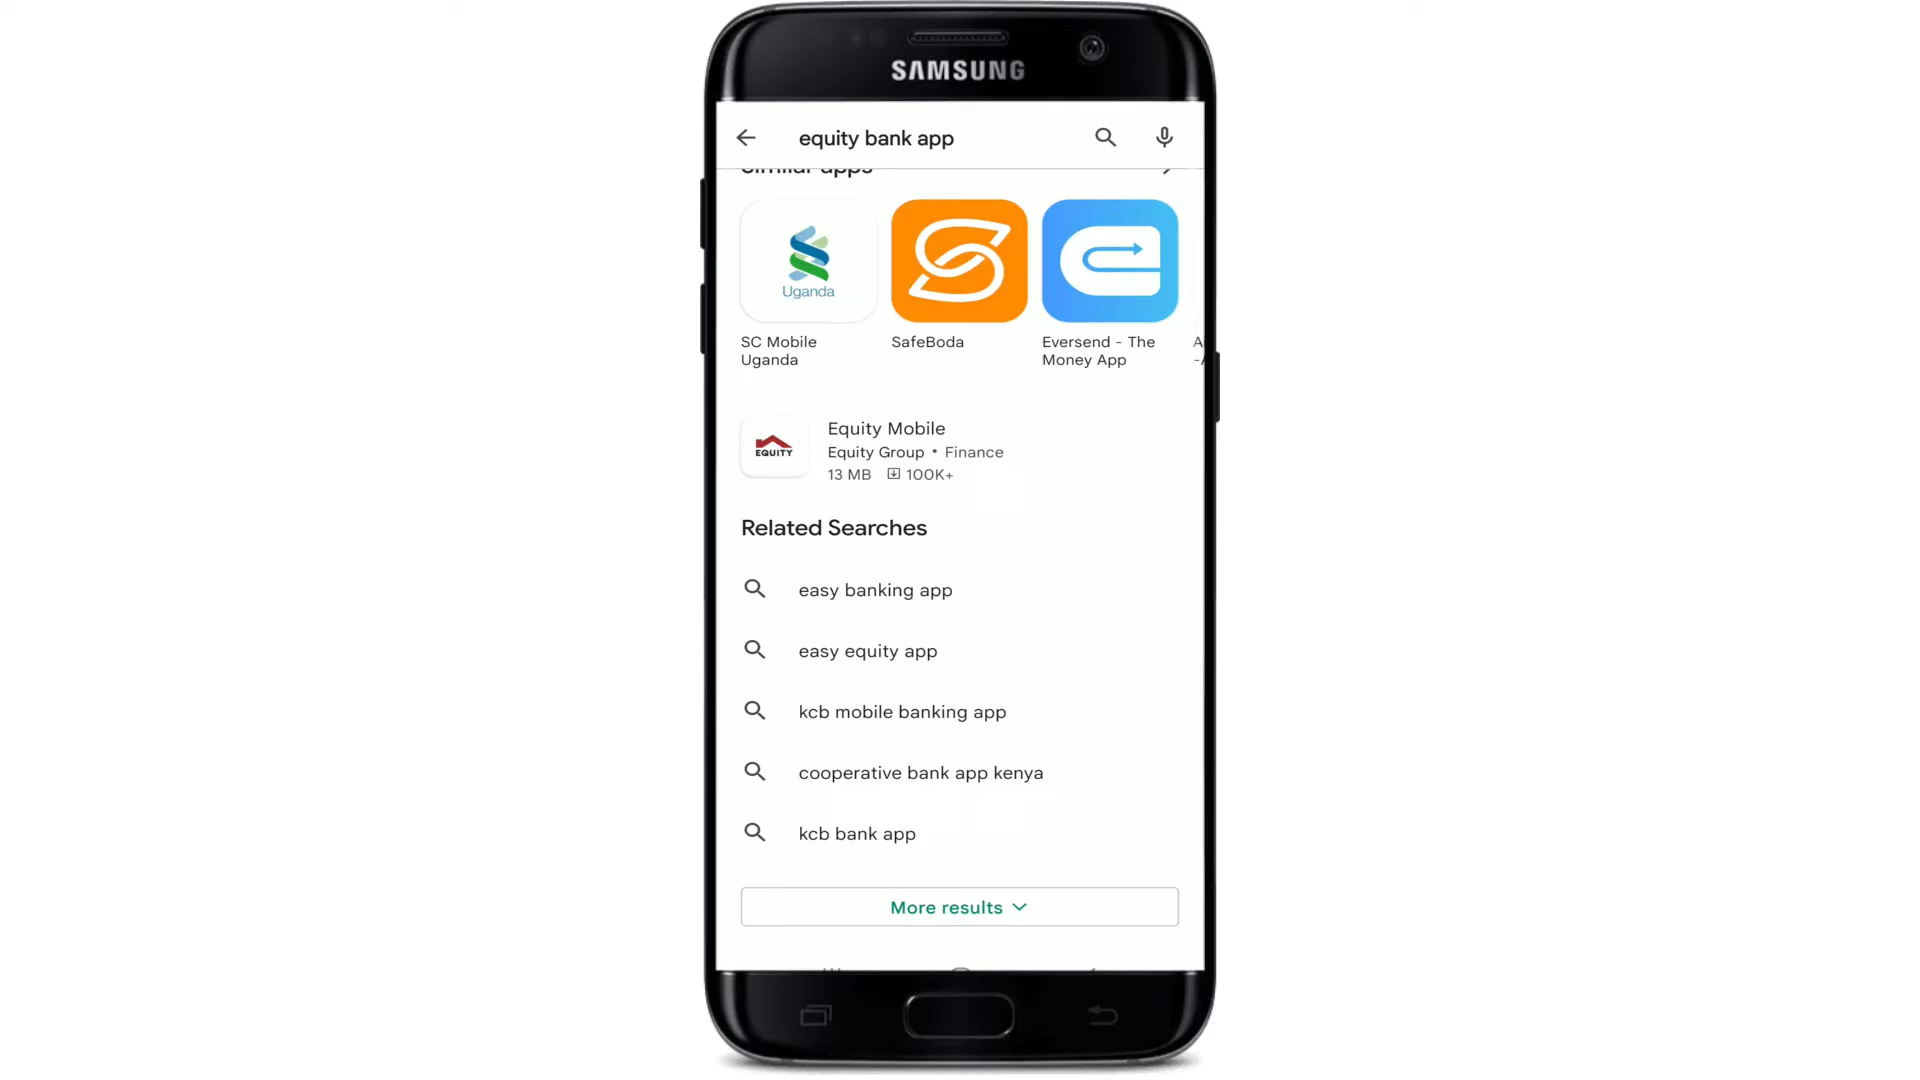 SAMSUNG
equity bank app
Similar apps
Uganda
SC Mobile
Uganda
SafeBoda
Eversend - The
Money App
EQUITY
Equity Mobile
Equity Group • Finance
13 MB 100K+
Related Searches
easy banking app
easy equity app
kcb mobile banking app
cooperative bank app kenya
kcb bank app
More results